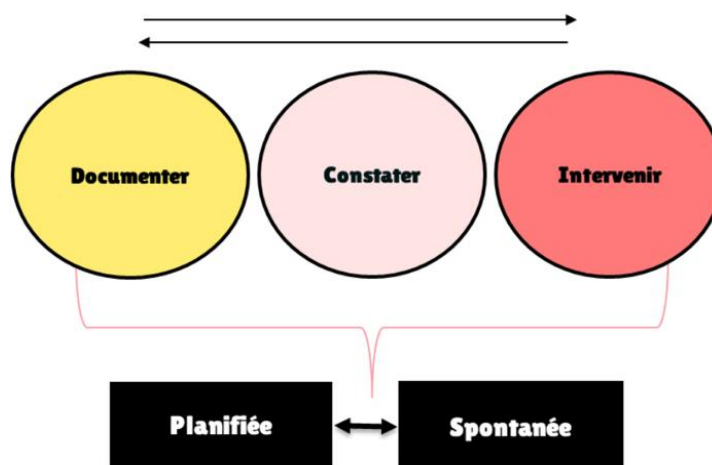 Documenter
Constater
Intervenir
Planifiée
Spontanée